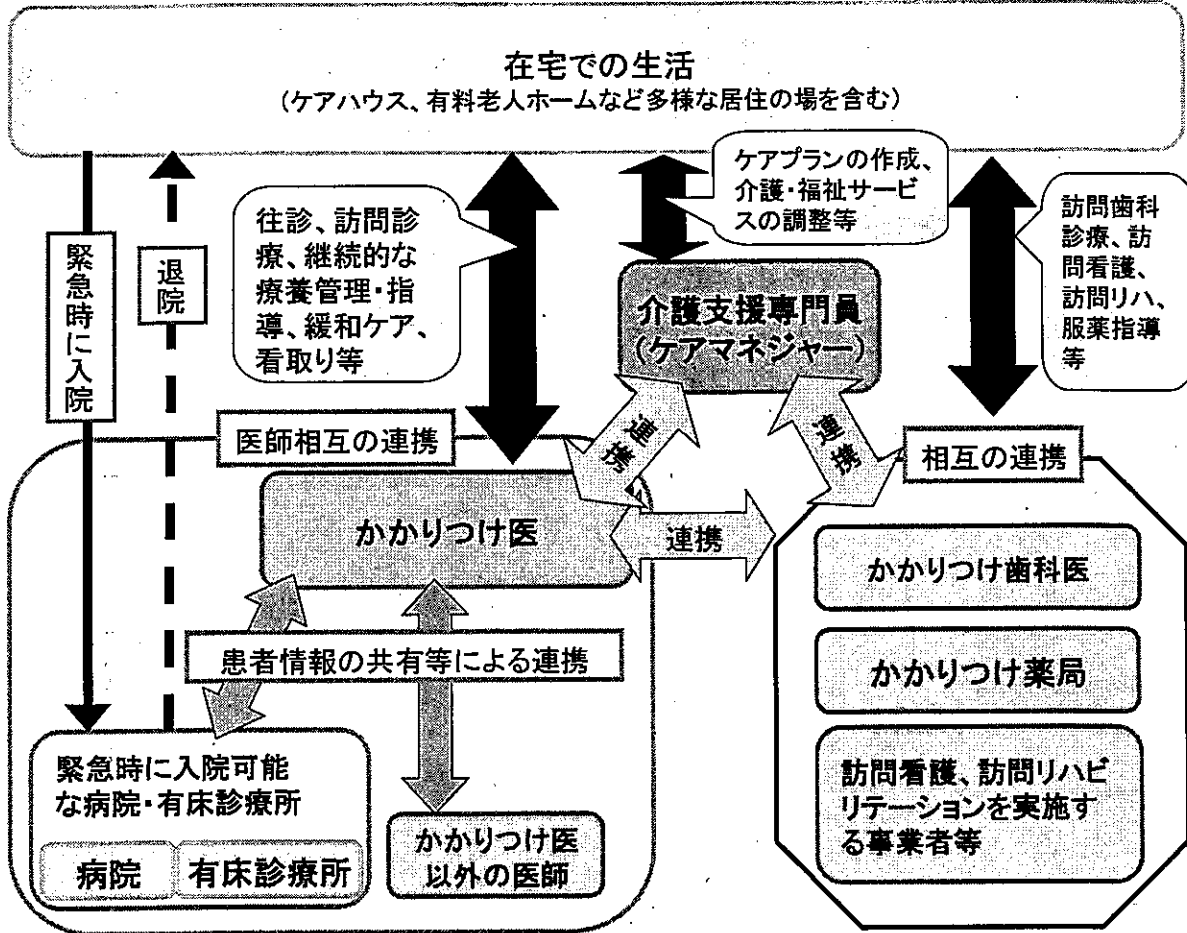 在宅での生活
(ケアハウス、有料老人ホームなど多様な居住の場を含む)
緊急時に入院
退院
往診、訪問診
療、継続的な
療養管理・指
導、緩和ケア、
看取り等
ケアプランの作成、
介護・福祉サービ
スの調整等
訪問歯科
診療、訪
問看護、
訪問リハ、
服薬指導
等
介護支援専門員
(ケアマネジャー)
連携
連携
医師相互の連携
相互の連携
かかりつけ医
連携
かかりつけ歯科医
患者情報の共有等による連携
かかりつけ薬局
緊急時に入院可能
な病院・有床診療所
病院
有床診療所
かかりつけ医
以外の医師
訪問看護、訪問リハビ
リテーションを実施す
る事業者等